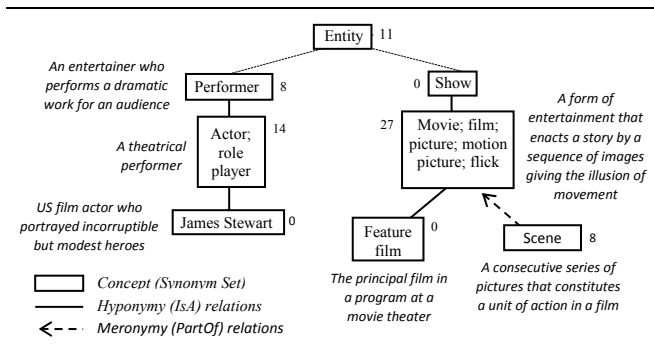 Entity 11
An entertainer who
performs a dramatic
work for an audience
Performer 8
0 Show
A form of
entertainment that
enacts a story by a
sequence of images
giving the illusion of
movement
A theatrical
performer
Actor;
role
player
14
27
Movie; film;
picture; motion
picture; flick
US film actor who
portrayed incorruptible
but modest heroes
James Stewart 0
Feature
film
0
Scene 8
The principal film in
a program at a
movie theater
A consecutive series of
pictures that constitutes
a unit of action in a film
Concept (Synonym Set)
Hyponymy (IsA) relations
Meronymy (PartOf) relations